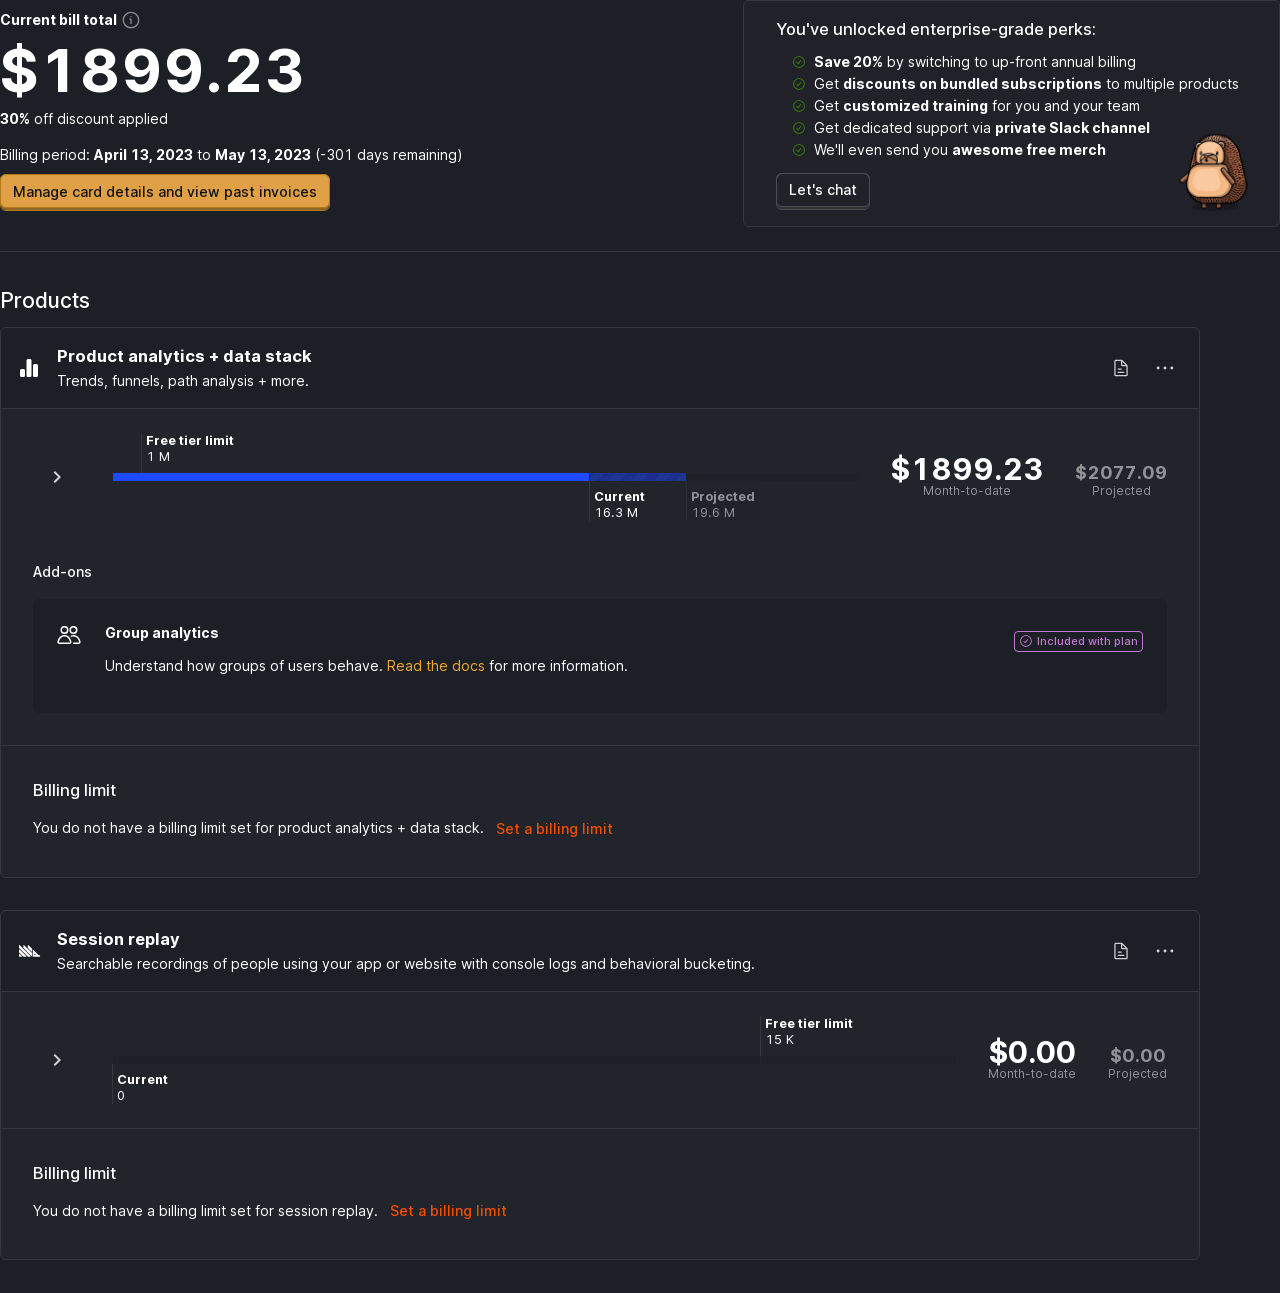 Current bill total
$1899.23
30% off discount applied
Billing period: April 13, 2023 to May 13, 2023 (-301 days remaining)
Manage card details and view past invoices
You've unlocked enterprise-grade perks:
Save 20% by switching to up-front annual billing
Get discounts on bundled subscriptions to multiple products
Get customized training for you and your team
Get dedicated support via private Slack channel
We'll even send you awesome free merch
Let's chat
Products
Product analytics + data stack
Trends, funnels, path analysis + more.
Free tier limit
1 M
Current
16.3 M
Projected
19.6 M
$1899.23
Month-to-date
$2077.09
Projected
Add-ons
Group analytics
Included with plan
Understand how groups of users behave. Read the docs for more information.
Billing limit
You do not have a billing limit set for product analytics + data stack. Set a billing limit
Session replay
Searchable recordings of people using your app or website with console logs and behavioral bucketing.
Free tier limit
15 K
Current
0
$0.00
Month-to-date
$0.00
Projected
Billing limit
You do not have a billing limit set for session replay. Set a billing limit